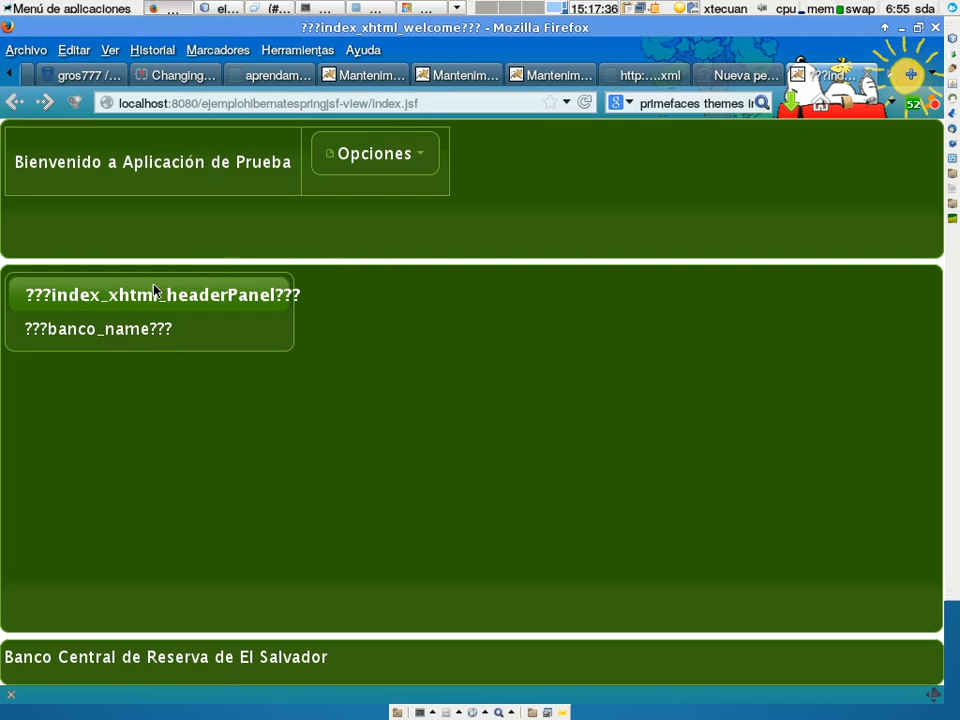 Menú de aplicaciones
...
el...
(#...
...
...
...
15:17:36
xtecuan
cpu
mem
swap
6:55
sda
???index_xhtml_welcome??? - Mozilla Firefox
Archivo Editar Ver Historial Marcadores Herramientas Ayuda
gros777 /...
Changing...
aprendam...
Mantenim...
Mantenim...
Mantenim...
http:....xml
Nueva pe...
???ind...
localhost:8080/ejemplohibernatespringjsf-view/index.jsf
primefaces themes
52
Bienvenido a Aplicación de Prueba
Opciones
???index_xhtml_headerPanel???
???banco_name???
Banco Central de Reserva de El Salvador